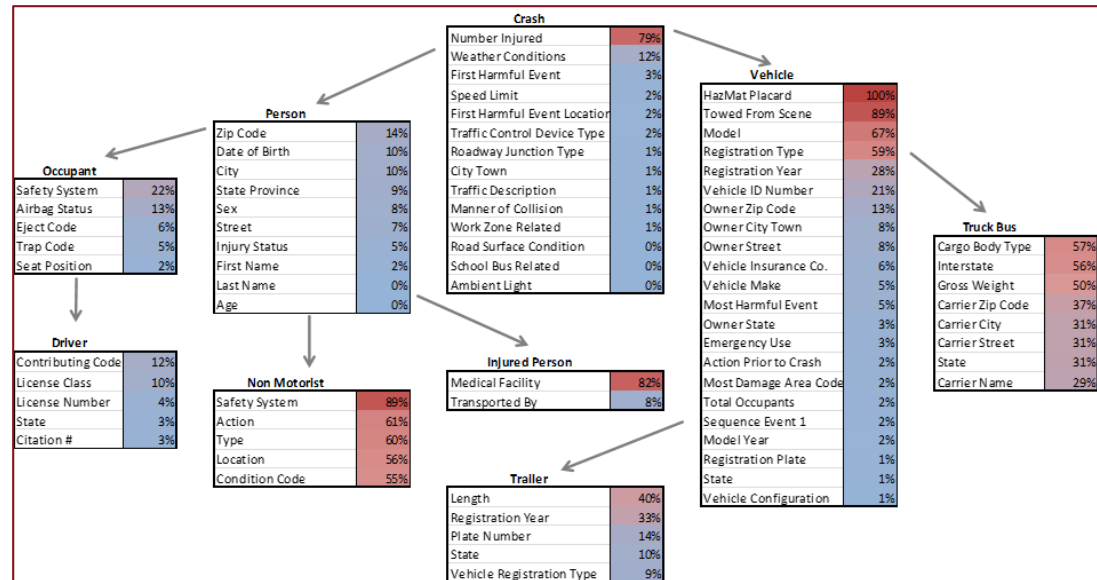 Crash
Number Injured 79%
Weather Conditions 12%
First Harmful Event 3%
Speed Limit 2%
First Harmful Event Location 2%
Traffic Control Device Type 2%
Roadway Junction Type 1%
City Town 1%
Traffic Description 1%
Manner of Collision 1%
Work Zone Related 1%
Road Surface Condition 0%
School Bus Related 0%
Ambient Light 0%
Person
Zip Code 14%
Date of Birth 10%
City 10%
State Province 9%
Sex 8%
Street 7%
Injury Status 5%
First Name 2%
Last Name 0%
Age 0%
Occupant
Safety System 22%
Airbag Status 13%
Eject Code 6%
Trap Code 5%
Seat Position 2%
Driver
Contributing Code 12%
License Class 10%
License Number 4%
State 3%
Citation # 3%
Non Motorist
Safety System 89%
Action 61%
Type 60%
Location 56%
Condition Code 55%
Injured Person
Medical Facility 82%
Transported By 8%
Vehicle
HazMat Placard 100%
Towed From Scene 89%
Model 67%
Registration Type 59%
Registration Year 28%
Vehicle ID Number 21%
Owner Zip Code 13%
Owner City Town 8%
Owner Street 8%
Vehicle Insurance Co. 6%
Vehicle Make 5%
Most Harmful Event 5%
Owner State 3%
Emergency Use 3%
Action Prior to Crash 2%
Most Damage Area Code 2%
Total Occupants 2%
Sequence Event 1 2%
Model Year 2%
Registration Plate 1%
State 1%
Vehicle Configuration 1%
Truck Bus
Cargo Body Type 57%
Interstate 56%
Gross Weight 50%
Carrier Zip Code 37%
Carrier City 31%
Carrier Street 31%
State 31%
Carrier Name 29%
Trailer
Length 40%
Registration Year 33%
Plate Number 14%
State 10%
Vehicle Registration Type 9%